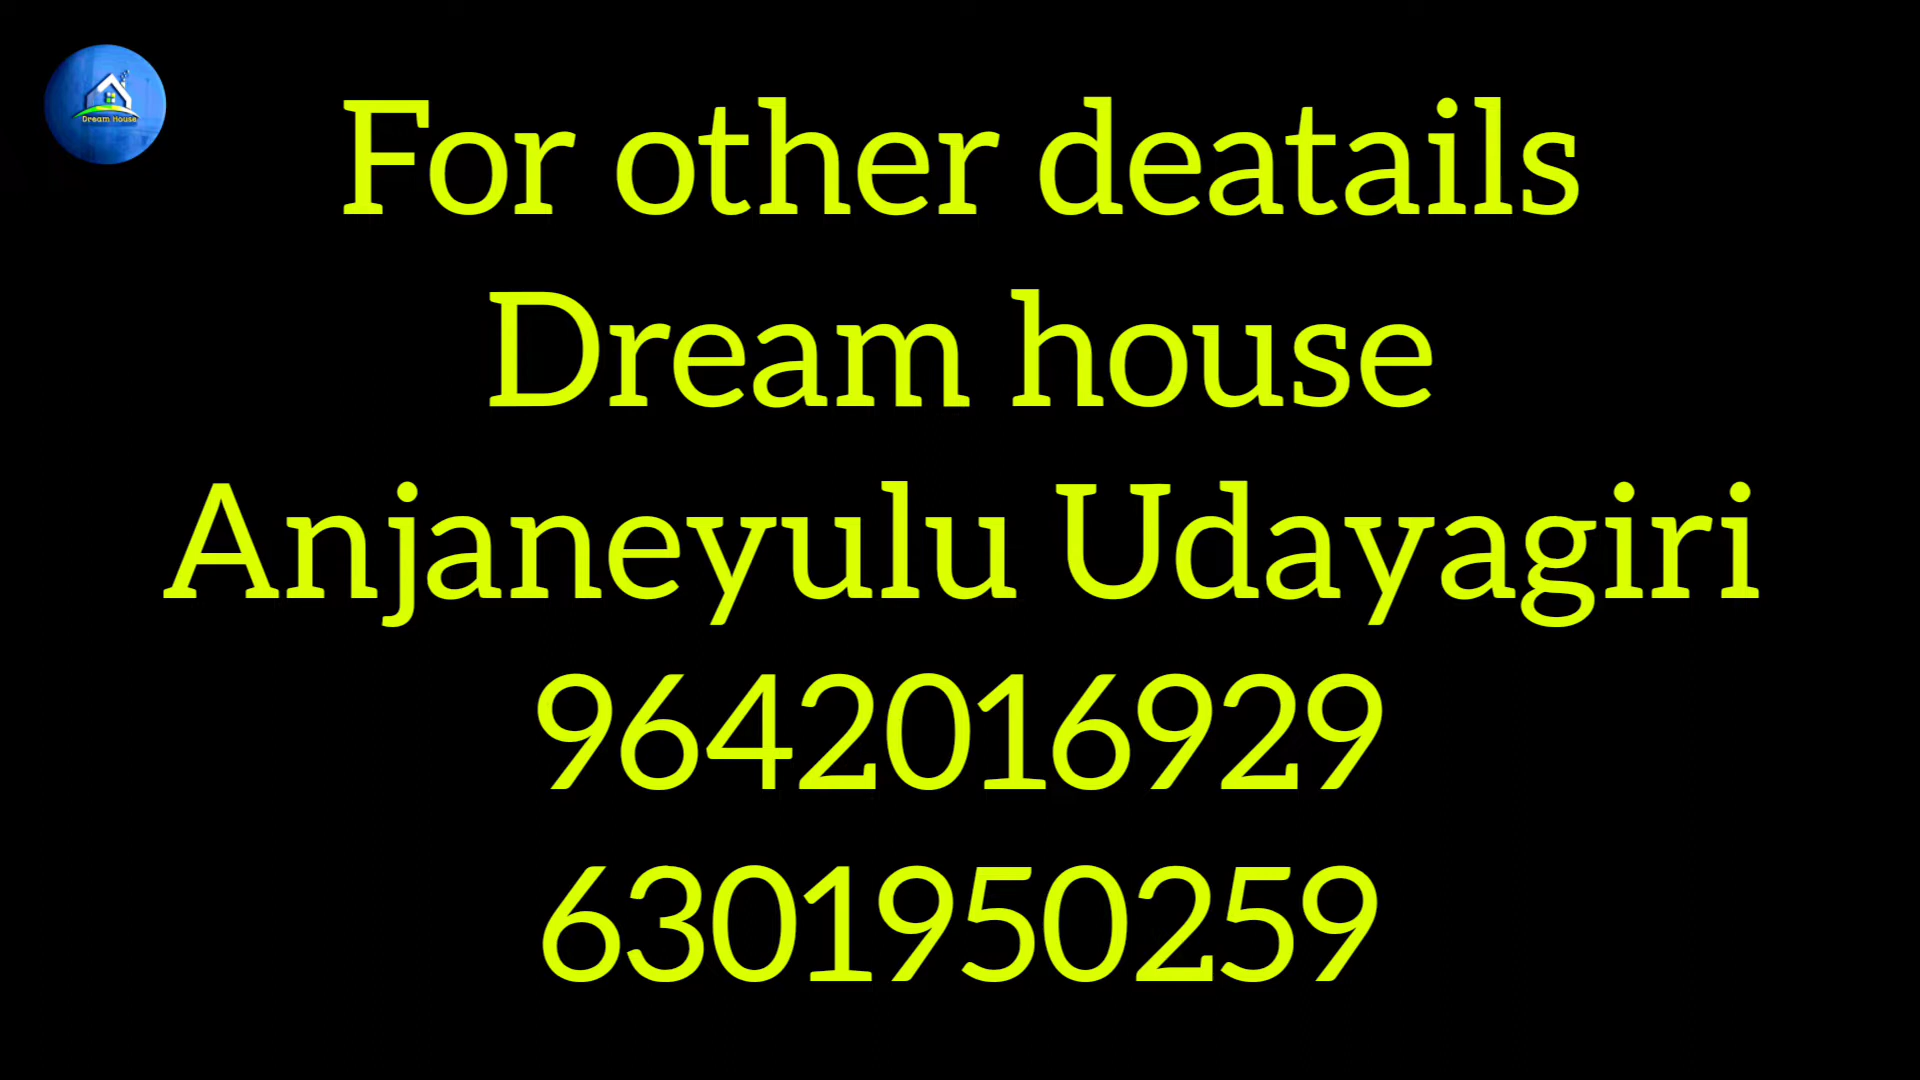 Dream House
For other deatails
Dream house
Anjaneyulu Udayagiri
9642016929
6301950259